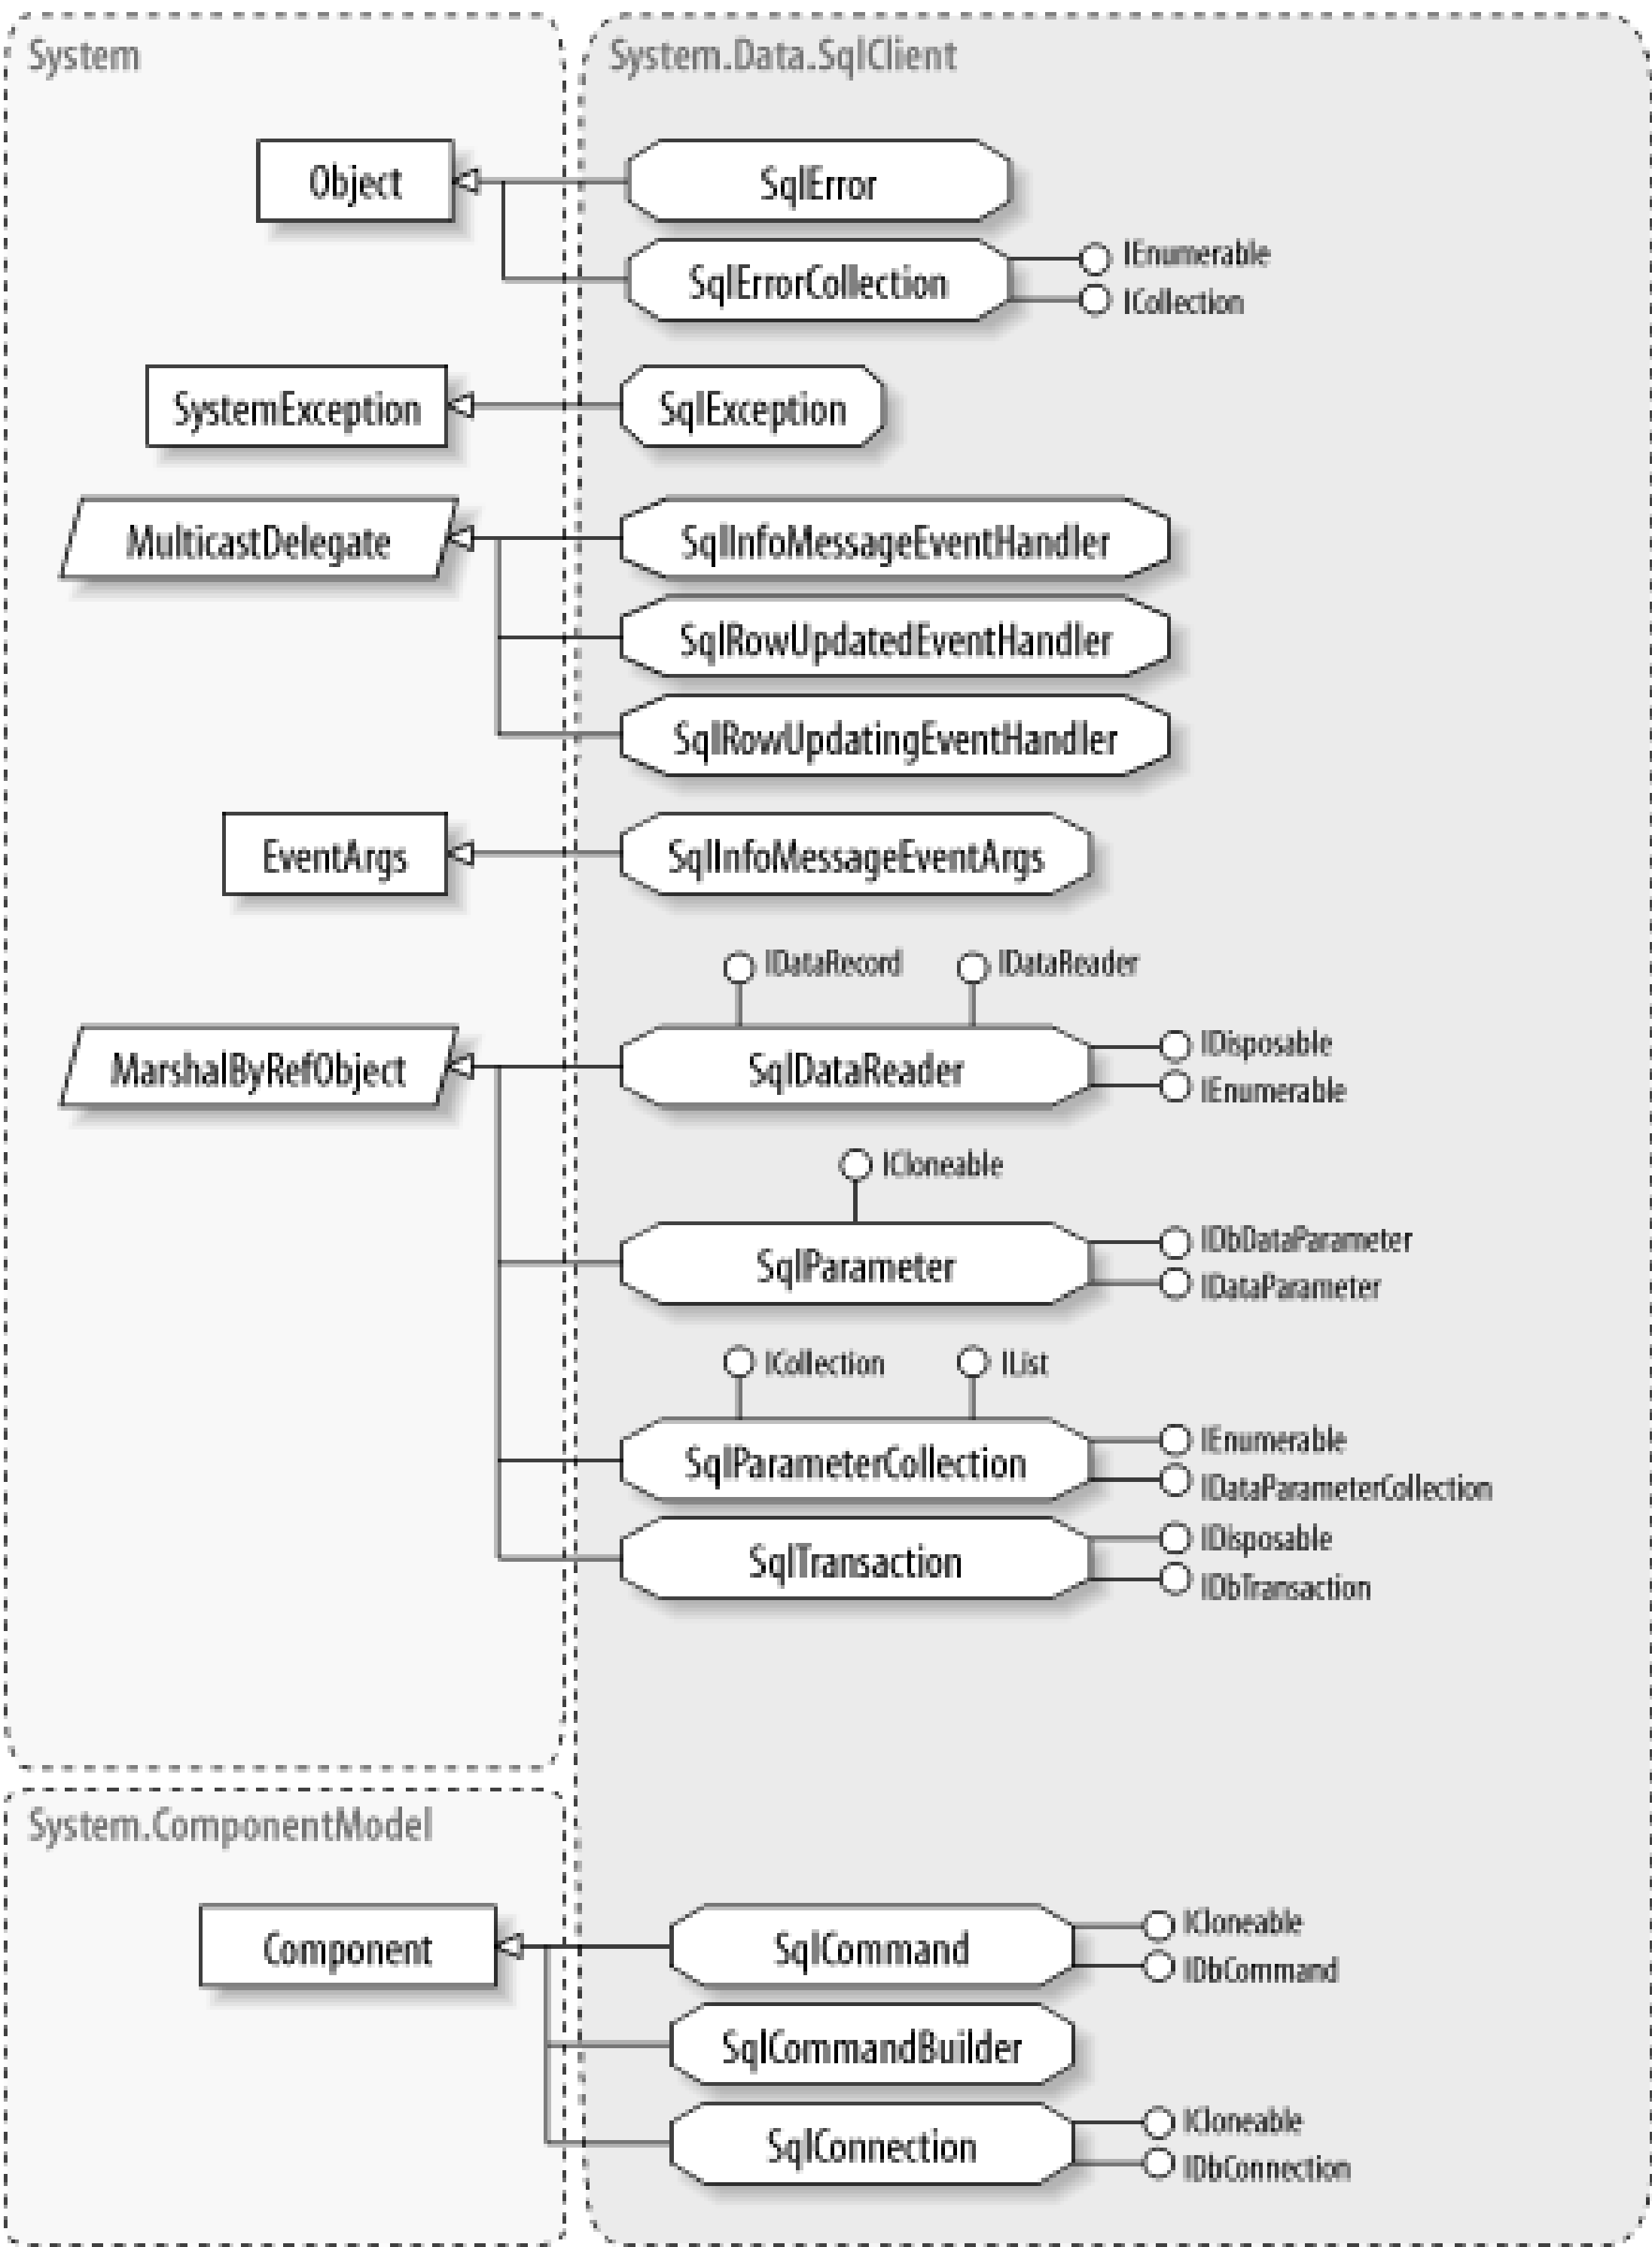 System
System.Data.SqlClient
Object
SqlError
SqlErrorCollection
IEnumerable
ICollection
SystemException
SqlException
MulticastDelegate
SqlInfoMessageEventHandler
SqlRowUpdatedEventHandler
SqlRowUpdatingEventHandler
EventArgs
SqlInfoMessageEventArgs
IDataRecord
IDataReader
MarshalByRefObject
SqlDataReader
IDisposable
IEnumerable
ICloneable
SqlParameter
IDbDataParameter
IDataParameter
ICollection
IList
SqlParameterCollection
IEnumerable
IDataParameterCollection
SqlTransaction
IDisposable
IDbTransaction
System.ComponentModel
Component
SqlCommand
ICloneable
IDbCommand
SqlCommandBuilder
SqlConnection
ICloneable
IDbConnection